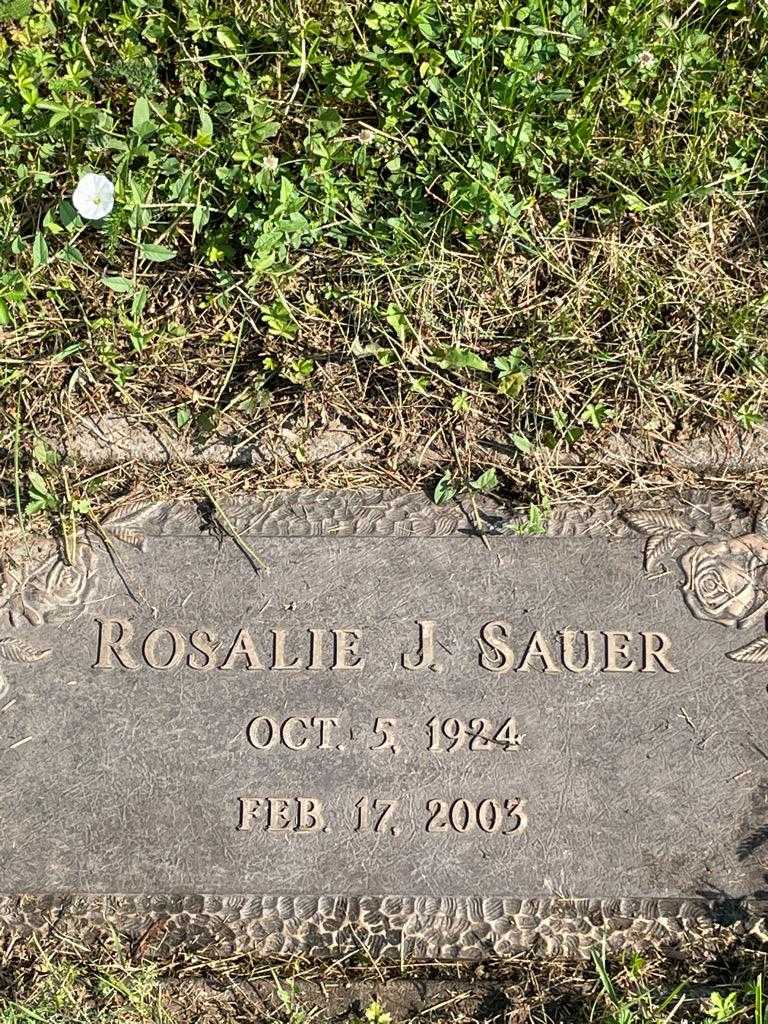 ROSALIE J. SAUER
OCT. 5, 1924
FEB. 17, 2003